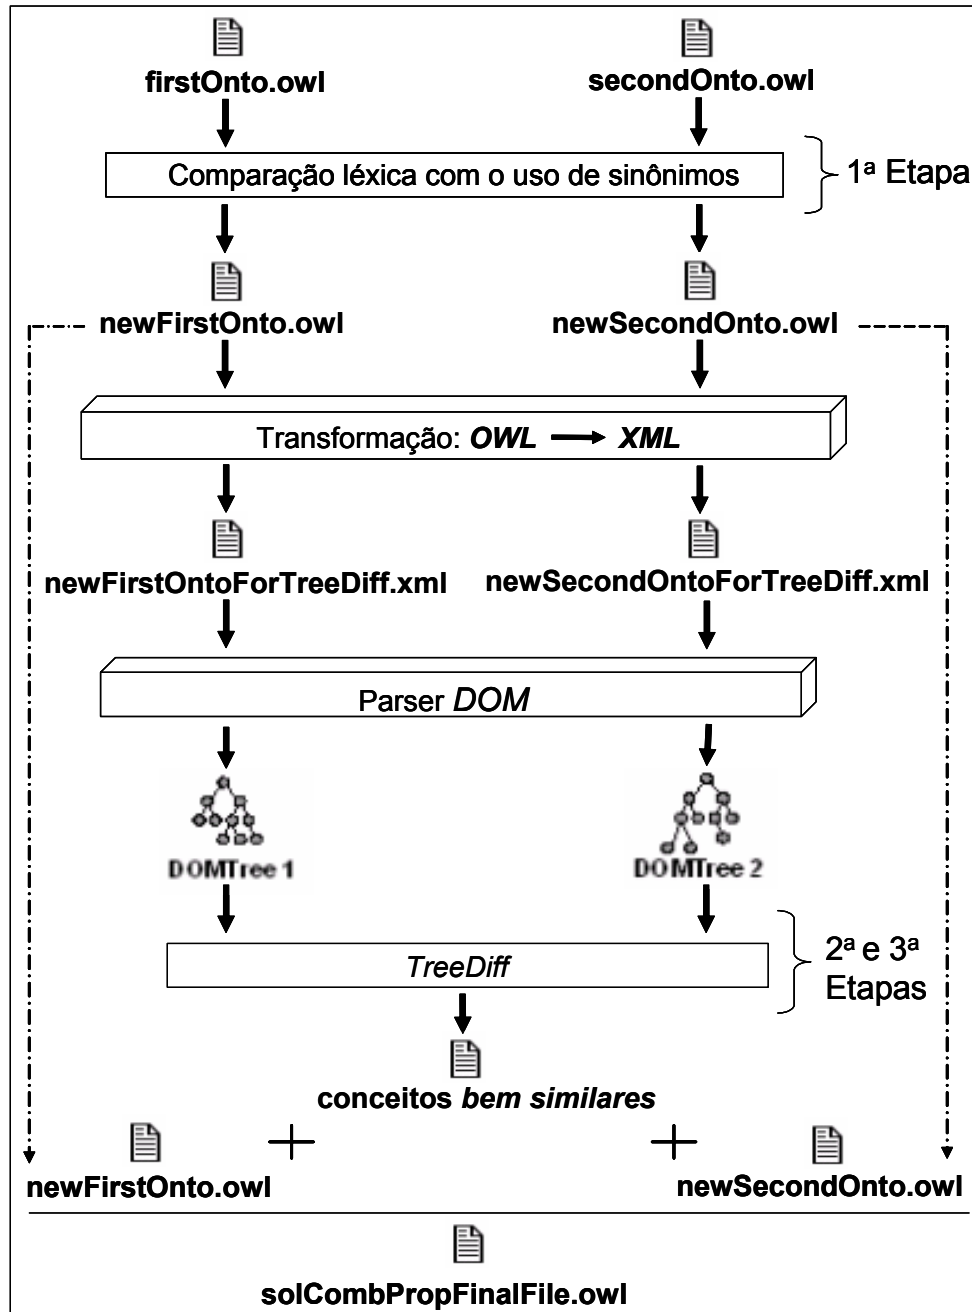 firstOnto.owl
secondOnto.owl
Comparação léxica com o uso de sinônimos
1ª Etapa
newFirstOnto.owl
newSecondOnto.owl
Transformação: OWL → XML
newFirstOntoForTreeDiff.xml
newSecondOntoForTreeDiff.xml
Parser DOM
DOMTree 1
DOMTree 2
TreeDiff
2ª e 3ª
Etapas
conceitos bem similares
+
+
newFirstOnto.owl
newSecondOnto.owl
solCombPropFinalFile.owl